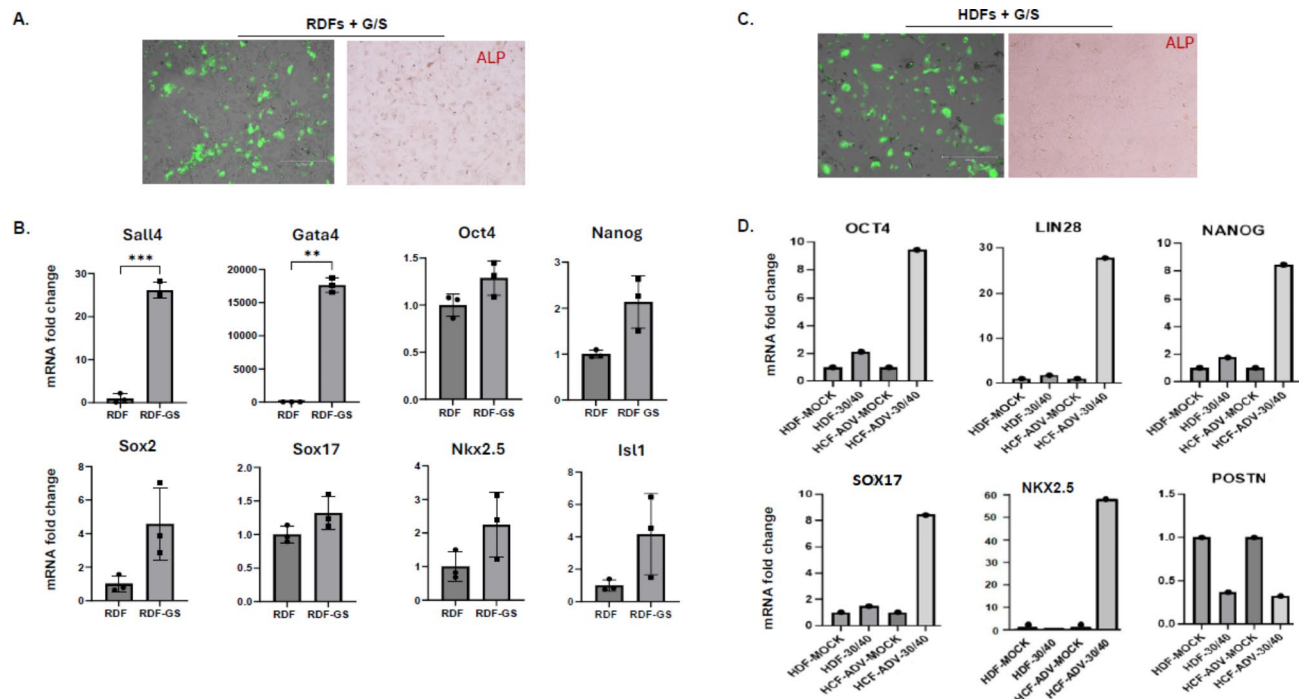 A.
RDFs + G/S
ALP
B.
Sall4
Gata4
Oct4
Nanog
mRNA fold change
***
**
30
20
10
0
20000
15000
10000
5000
0
1.5
1.0
0.5
0.0
3
2
1
0
RDF
RDF-GS
RDF
RDF-GS
RDF
RDF-GS
RDF
RDF GS
Sox2
Sox17
Nkx2.5
Isl1
mRNA fold change
8
6
4
2
0
2.0
1.5
1.0
0.5
0.0
4
3
2
1
0
8
6
4
2
0
RDF
RDF-GS
RDF
RDF-GS
RDF
RDF-GS
RDF
RDF-GS
C.
HDFs + G/S
ALP
D.
OCT4
LIN28
NANOG
mRNA fold change
10
8
6
4
2
0
30
20
10
0
10
8
6
4
2
0
HDF-MOCK
HDF-30/40
HCF-ADV-MOCK
HCF-ADV-30/40
HDF-MOCK
HDF-30/40
HCF-ADV-MOCK
HCF-ADV-30/40
HDF-MOCK
HDF-30/40
HCF-ADV-MOCK
HCF-ADV-30/40
SOX17
NKX2.5
POSTN
mRNA fold change
10
8
6
4
2
0
60
50
40
30
20
10
0
1.5
1.0
0.5
0.0
HDF-MOCK
HDF-30/40
HCF-ADV-MOCK
HCF-ADV-30/40
HDF-MOCK
HDF-30/40
HCF-ADV-MOCK
HCF-ADV-30/40
HDF-MOCK
HDF-30/40
HCF-ADV-MOCK
HCF-ADV-30/40